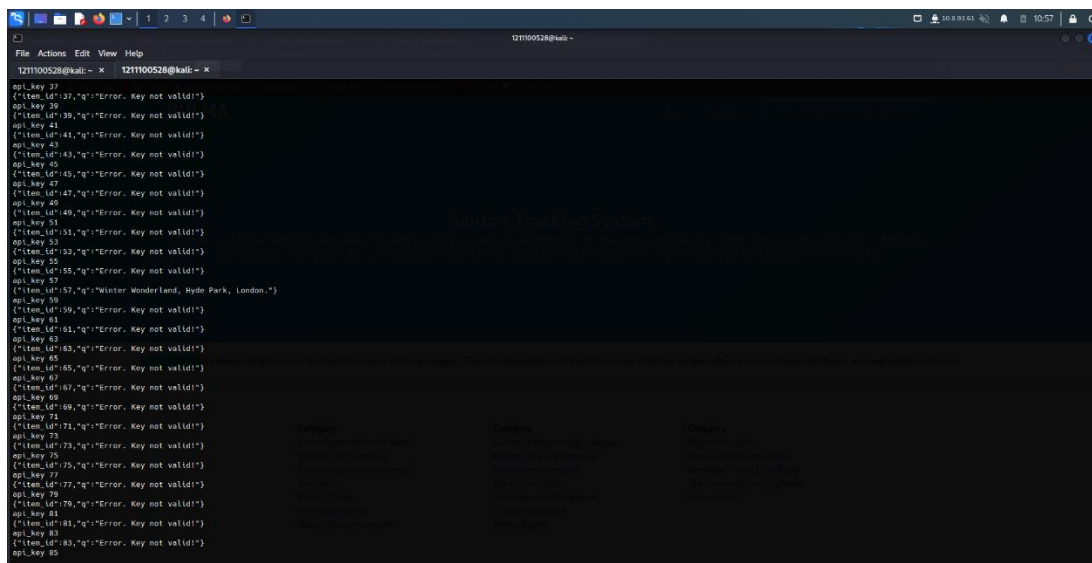 1 2 3 4
10.8.93.61
10:57
1211100528@kali: ~
File Actions Edit View Help
1211100528@kali: ~ × 1211100528@kali: ~ ×
api_key 37
{"item_id":37,"q":"Error. Key not valid!"}
api_key 39
{"item_id":39,"q":"Error. Key not valid!"}
api_key 41
{"item_id":41,"q":"Error. Key not valid!"}
api_key 43
{"item_id":43,"q":"Error. Key not valid!"}
api_key 45
{"item_id":45,"q":"Error. Key not valid!"}
api_key 47
{"item_id":47,"q":"Error. Key not valid!"}
api_key 49
{"item_id":49,"q":"Error. Key not valid!"}
api_key 51
{"item_id":51,"q":"Error. Key not valid!"}
api_key 53
{"item_id":53,"q":"Error. Key not valid!"}
api_key 55
{"item_id":55,"q":"Error. Key not valid!"}
api_key 57
{"item_id":57,"q":"Winter Wonderland, Hyde Park, London."}
api_key 59
{"item_id":59,"q":"Error. Key not valid!"}
api_key 61
{"item_id":61,"q":"Error. Key not valid!"}
api_key 63
{"item_id":63,"q":"Error. Key not valid!"}
api_key 65
{"item_id":65,"q":"Error. Key not valid!"}
api_key 67
{"item_id":67,"q":"Error. Key not valid!"}
api_key 69
{"item_id":69,"q":"Error. Key not valid!"}
api_key 71
{"item_id":71,"q":"Error. Key not valid!"}
api_key 73
{"item_id":73,"q":"Error. Key not valid!"}
api_key 75
{"item_id":75,"q":"Error. Key not valid!"}
api_key 77
{"item_id":77,"q":"Error. Key not valid!"}
api_key 79
{"item_id":79,"q":"Error. Key not valid!"}
api_key 81
{"item_id":81,"q":"Error. Key not valid!"}
api_key 83
{"item_id":83,"q":"Error. Key not valid!"}
api_key 85
Santa's Tracking System
Category Category Category